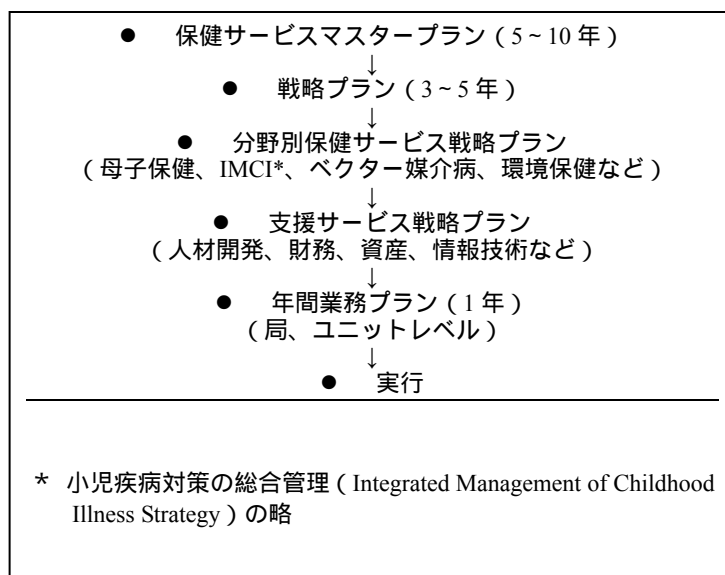 ● 保健サービスマスタープラン（5~10 年）
↓
● 戦略プラン（3~5 年）
↓
● 分野別保健サービス戦略プラン
（母子保健、IMCI*、ベクター媒介病、環境保健など）
↓
● 支援サービス戦略プラン
（人材開発、財務、資産、情報技術など）
↓
● 年間業務プラン（1 年）
（局、ユニットレベル）
↓
● 実行
* 小児疾病対策の総合管理（Integrated Management of Childhood
Illness Strategy）の略